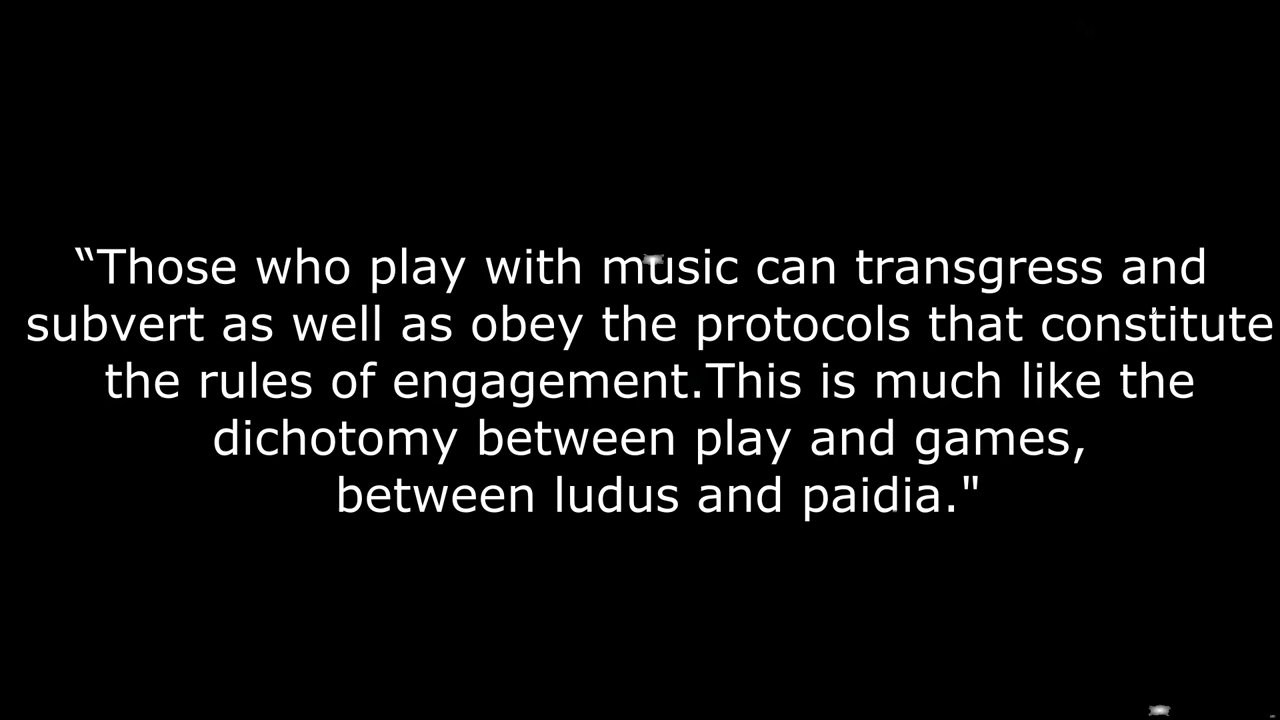 “Those who play with music can transgress and
subvert as well as obey the protocols that constitute
the rules of engagement.This is much like the
dichotomy between play and games,
between ludus and paidia."